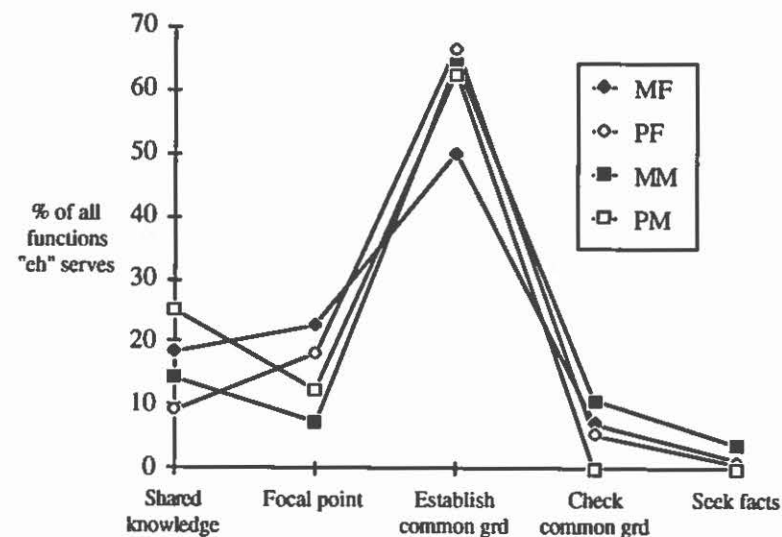 70
60
50
40
30
20
10
0
% of all
functions
"eh" serves
MF
PF
MM
PM
Shared
knowledge
Focal point
Establish
common grd
Check
common grd
Seek facts